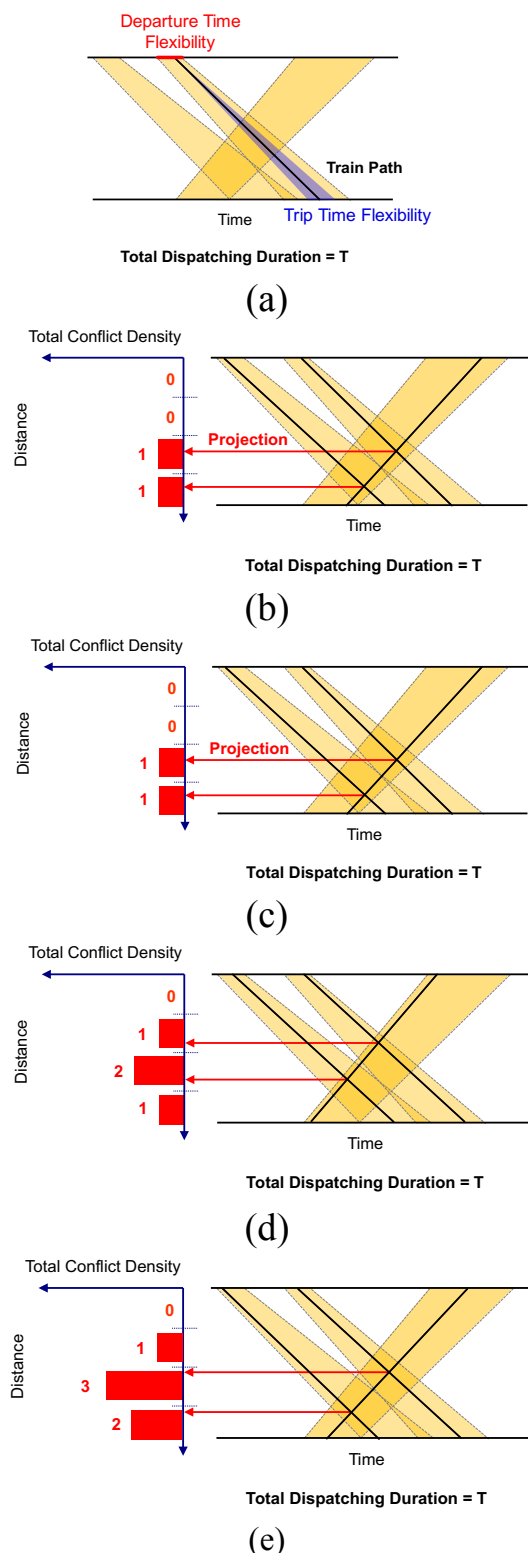 Departure Time
Flexibility
Train Path
Time
Trip Time Flexibility
Total Dispatching Duration = T
(a)
Total Conflict Density
Distance
0
0
1
Projection
1
Time
Total Dispatching Duration = T
(b)
Total Conflict Density
Distance
0
0
1
Projection
1
Time
Total Dispatching Duration = T
(c)
Total Conflict Density
Distance
0
1
2
1
Time
Total Dispatching Duration = T
(d)
Total Conflict Density
Distance
0
1
3
2
Time
Total Dispatching Duration = T
(e)